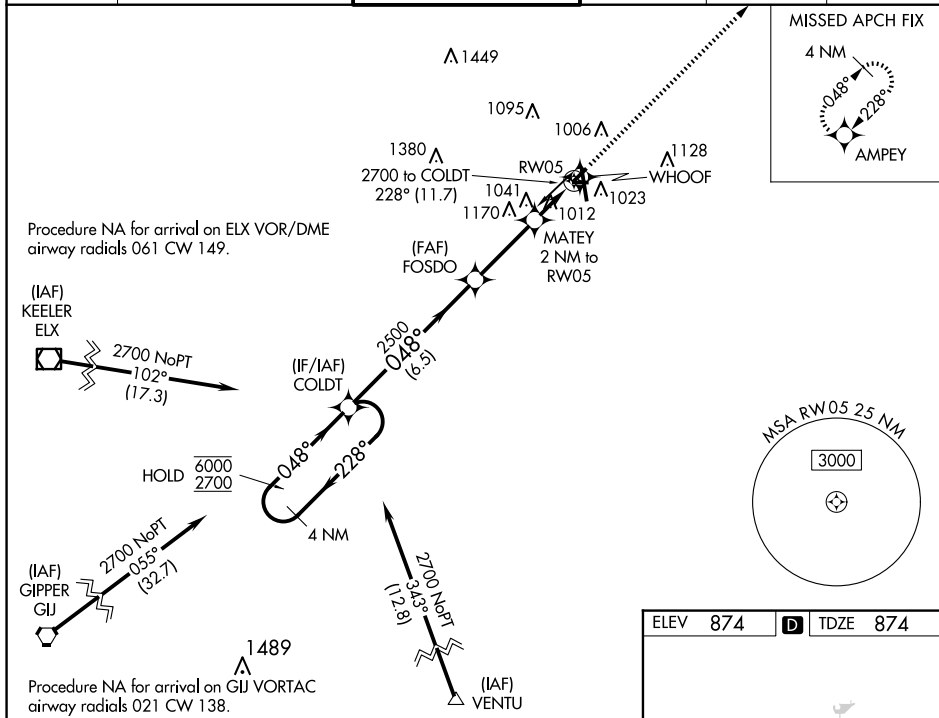 MISSED APCH FIX
4 NM
048°
228°
AMPEY
1449
1095
1006
1380
1128
2700 to COLDT
228° (11.7)
RW05
WHOOF
1041
1023
1170
1012
MATEY
2 NM to
RW05
Procedure NA for arrival on ELX VOR/DME
airway radials 061 CW 149.
(FAF)
FOSDO
(IAF)
KEELER
ELX
2700 NoPT
102°
(17.3)
2500
048°
(6.5)
(IF/IAF)
COLDT
048°
228°
HOLD
6000
2700
4 NM
MSA RW05 25 NM
3000
(IAF)
GIPPER
GIJ
2700 NoPT
055°
(32.7)
2700 NoPT
343°
(12.8)
(IAF)
VENTU
1489
Procedure NA for arrival on GIJ VORTAC
airway radials 021 CW 138.
ELEV 874 D TDZE 874